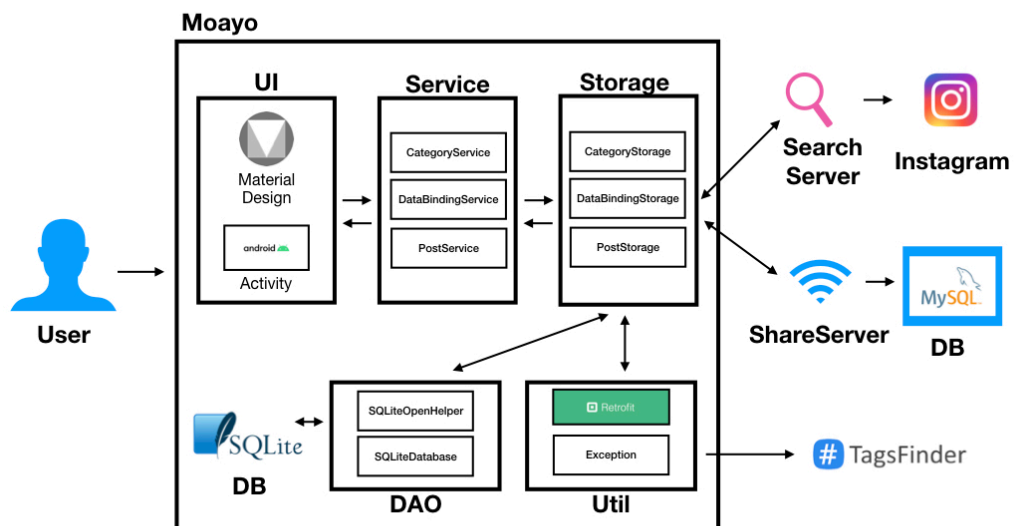 Moayo
UI
Service
Storage
Material
Design
android
Activity
CategoryService
DataBindingService
PostService
CategoryStorage
DataBindingStorage
PostStorage
Search
Server
Instagram
User
ShareServer
MySQL
DB
SQLite
DB
SQLiteOpenHelper
SQLiteDatabase
DAO
Retrofit
Exception
Util
# TagsFinder